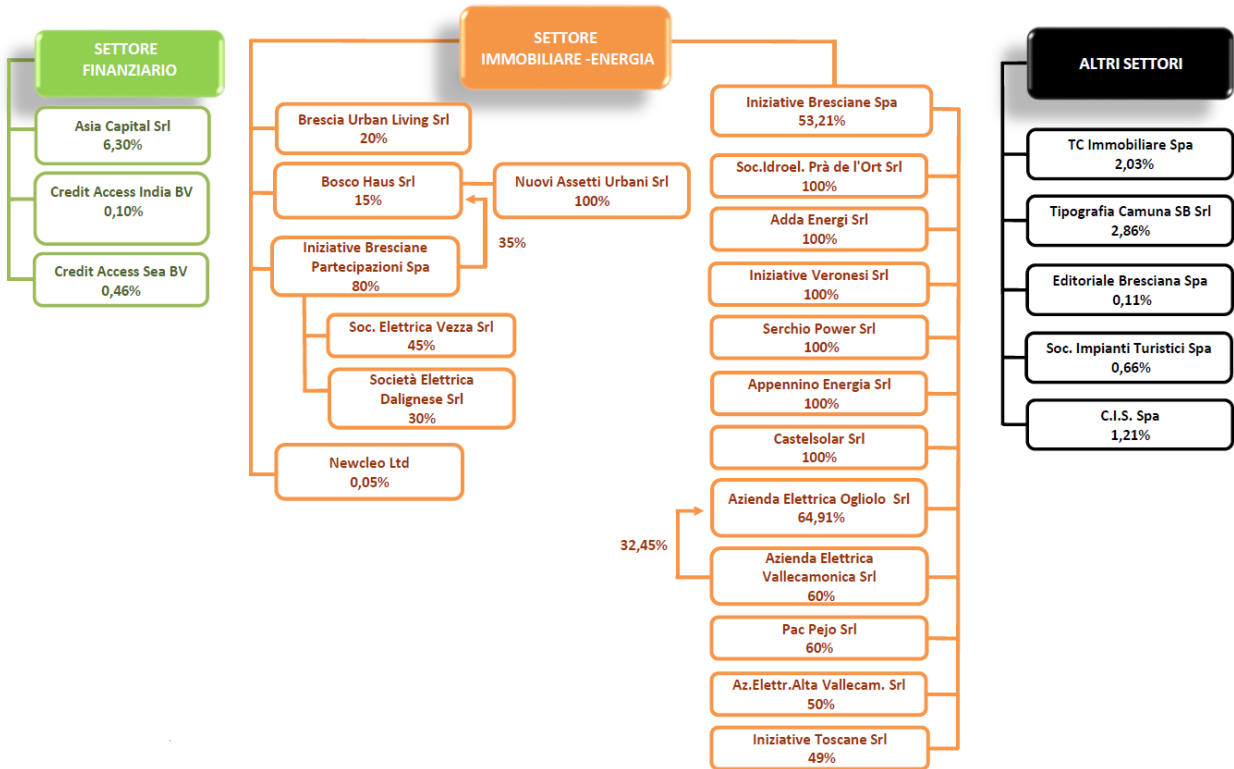 SETTORE
FINANZIARIO
Asia Capital Srl
6,30%
Credit Access India BV
0,10%
Credit Access Sea BV
0,46%
SETTORE
IMMOBILIARE -ENERGIA
Brescia Urban Living Srl
20%
Bosco Haus Srl
15%
Nuovi Assetti Urbani Srl
100%
35%
Iniziative Bresciane
Partecipazioni Spa
80%
Soc. Elettrica Vezza Srl
45%
Società Elettrica
Dalignese Srl
30%
Newcleo Ltd
0,05%
Iniziative Bresciane Spa
53,21%
Soc.Idroel. Prà de l'Ort Srl
100%
Adda Energi Srl
100%
Iniziative Veronesi Srl
100%
Serchio Power Srl
100%
Appennino Energia Srl
100%
Castelsolar Srl
100%
Azienda Elettrica Ogliolo Srl
64,91%
32,45%
Azienda Elettrica
Vallecamonica Srl
60%
Pac Pejo Srl
60%
Az.Elettr.Alta Vallecam. Srl
50%
Iniziative Toscane Srl
49%
ALTRI SETTORI
TC Immobiliare Spa
2,03%
Tipografia Camuna SB Srl
2,86%
Editoriale Bresciana Spa
0,11%
Soc. Impianti Turistici Spa
0,66%
C.I.S. Spa
1,21%